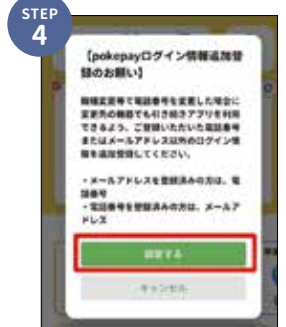 STEP
4
【pokepayログイン情報追加登
録のお願い】
機種変更等で電話番号を変更した場合に
変更先の機器でも引き続きアプリを利用
できるよう、ご登録いただいた電話番号
またはメールアドレス以外のログイン情
報を追加登録してください。
・メールアドレスを登録済みの方は、電
話番号
・電話番号を登録済みの方は、メールア
ドレス
設定する
キャンセル